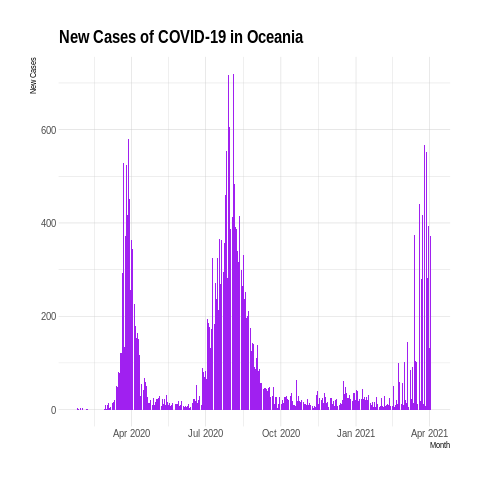 New Cases of COVID-19 in Oceania
New Cases
600
400
200
0
Apr 2020 Jul 2020 Oct 2020 Jan 2021 Apr 2021
Month